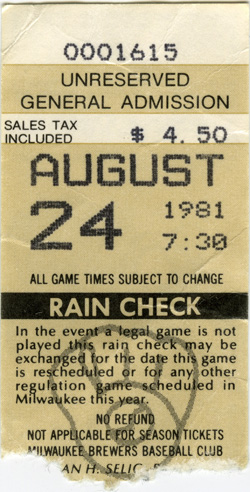 0001615
UNRESERVED
GENERAL ADMISSION
SALES TAX
INCLUDED $ 4.50
AUGUST
24 1981
7:30
ALL GAME TIMES SUBJECT TO CHANGE
RAIN CHECK
In the event a legal game is not
played this rain check may be
exchanged for the date this game
is rescheduled or for any other
regulation game scheduled in
Milwaukee this year.
NO REFUND
NOT APPLICABLE FOR SEASON TICKETS
MILWAUKEE BREWERS BASEBALL CLUB
H. SELIG